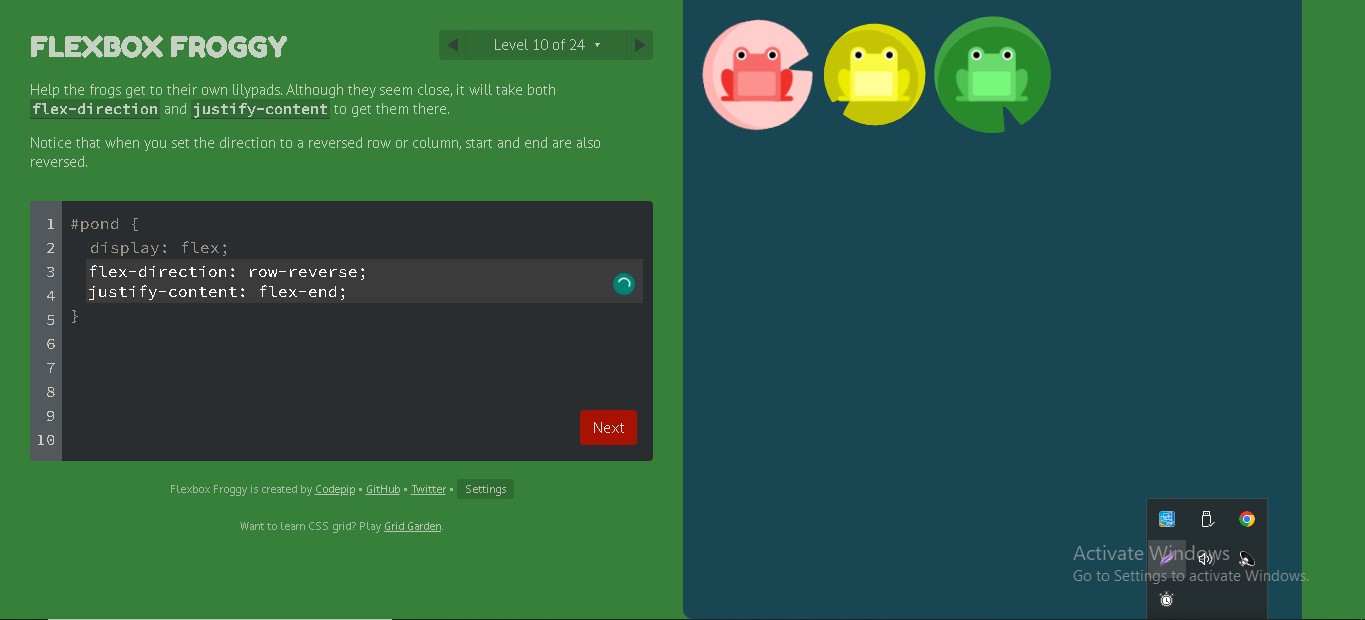 FLEXBOX FROGGY
Level 10 of 24
Help the frogs get to their own lilypads. Although they seem close, it will take both
flex-direction and justify-content to get them there.
Notice that when you set the direction to a reversed row or column, start and end are also
reversed.
1 #pond {
2 display: flex;
3 flex-direction: row-reverse;
4 justify-content: flex-end;
5 }
6
7
8
9
10
Next
Flexbox Froggy is created by Codepip • GitHub • Twitter • Settings
Want to learn CSS grid? Play Grid Garden.
Activate Windows
Go to Settings to activate Windows.